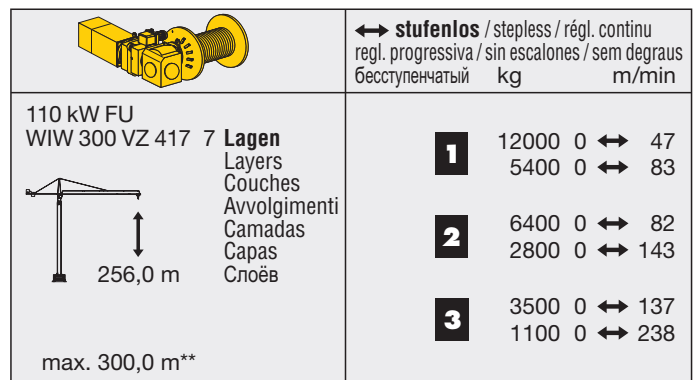 ↔ stufenlos / stepless / régl. continu
regl. progressiva / sin escalones / sem degraus
бесступенчатый kg m/min
110 kW FU
WIW 300 VZ 417 7 Lagen
Layers
Couches
Avvolgimenti
Camadas
Capas
Слоёв
256,0 m
max. 300,0 m**
1 12000 0 ↔ 47
5400 0 ↔ 83
2 6400 0 ↔ 82
2800 0 ↔ 143
3 3500 0 ↔ 137
1100 0 ↔ 238